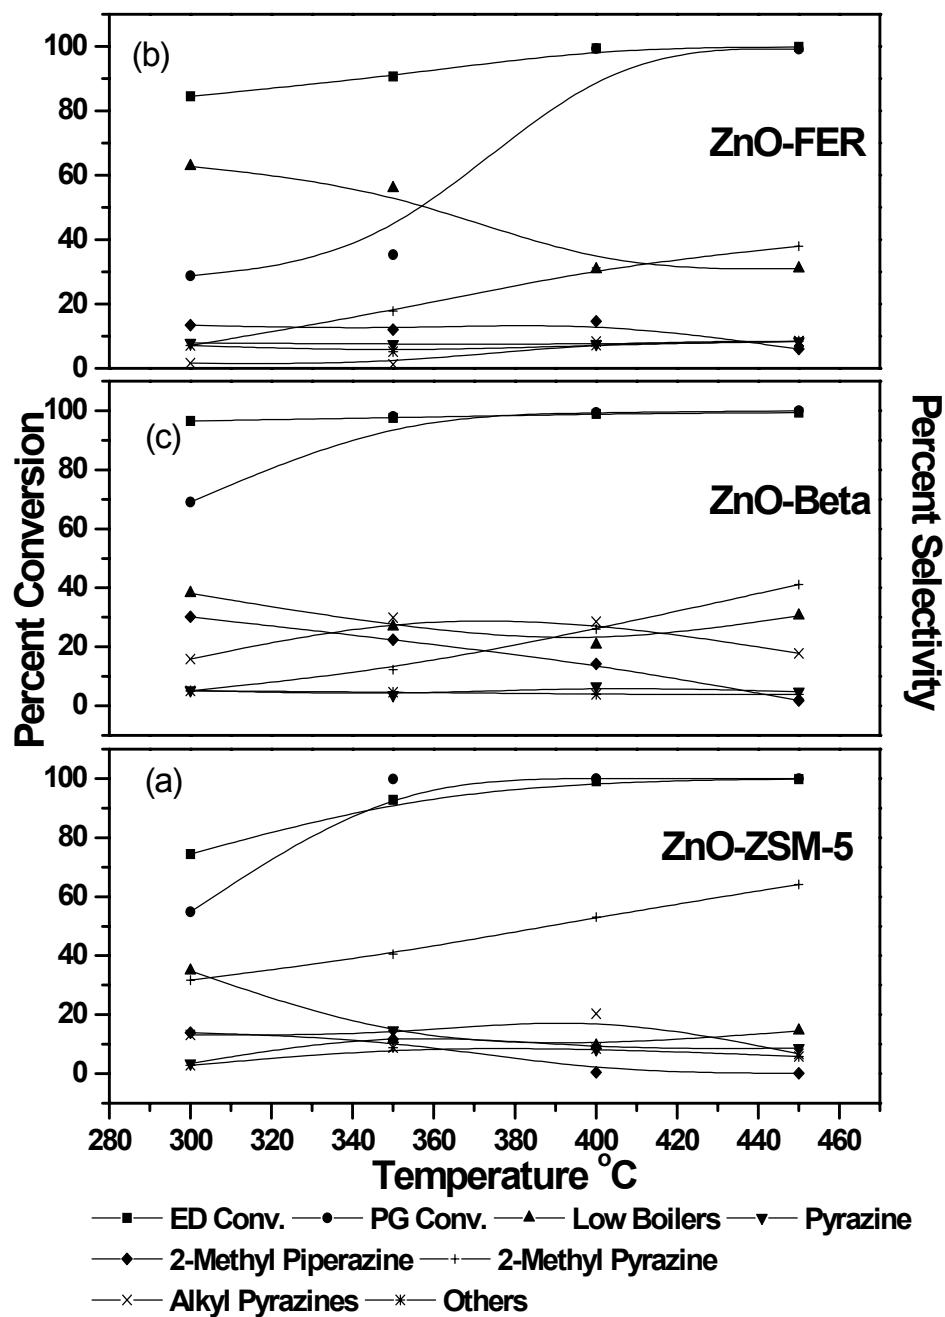 (b)
ZnO-FER
100
80
60
40
20
0
(c)
ZnO-Beta
100
80
60
40
20
0
(a)
ZnO-ZSM-5
100
80
60
40
20
0
Percent Conversion
Percent Selectivity
280 300 320 340 360 380 400 420 440 460
Temperature °C
ED Conv. PG Conv. Low Boilers Pyrazine
2-Methyl Piperazine 2-Methyl Pyrazine
Alkyl Pyrazines Others